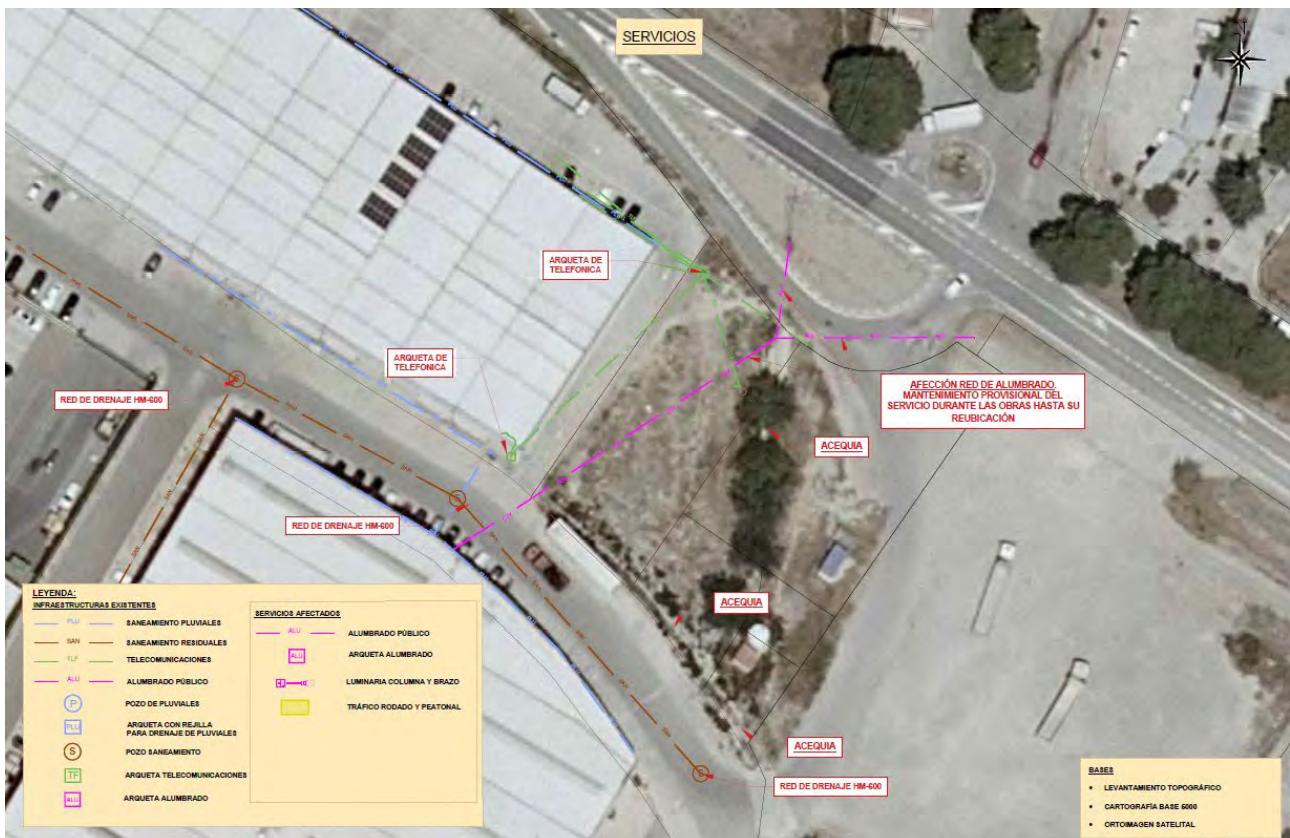 SERVICIOS
ARQUETA DE
TELEFONICA
ARQUETA DE
TELEFONICA
RED DE DRENAJE HM-600
AFECCIÓN RED DE ALUMBRADO.
MANTENIMIENTO PROVISIONAL DEL
SERVICIO DURANTE LAS OBRAS HASTA SU
REUBICACIÓN
ACEQUIA
RED DE DRENAJE HM-600
ACEQUIA
ACEQUIA
RED DE DRENAJE HM-600
LEYENDA:
INFRAESTRUCTURAS EXISTENTES
PLU SANEAMIENTO PLUVIALES
SAN SANEAMIENTO RESIDUALES
TLF TELECOMUNICACIONES
ALU ALUMBRADO PÚBLICO
P POZO DE PLUVIALES
PLU ARQUETA CON REJILLA
PARA DRENAJE DE PLUVIALES
S POZO SANEAMIENTO
TF ARQUETA TELECOMUNICACIONES
ALU ARQUETA ALUMBRADO
SERVICIOS AFECTADOS
ALU ALUMBRADO PÚBLICO
ALU ARQUETA ALUMBRADO
LUMINARIA COLUMNA Y BRAZO
TRÁFICO RODADO Y PEATONAL
BASES
• LEVANTAMIENTO TOPOGRÁFICO
• CARTOGRAFÍA BASE 5000
• ORTOIMAGEN SATELITAL